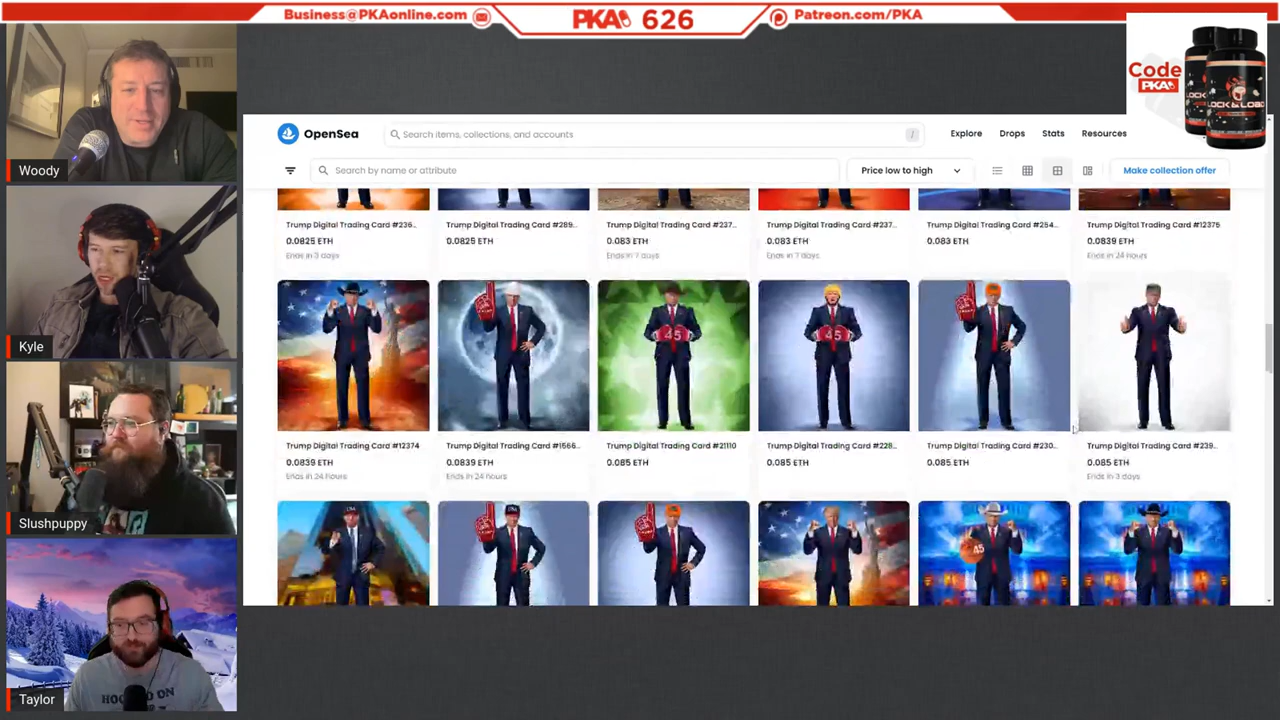 Business@PKAonline.com
PKA 626
Patreon.com/PKA
Code
PKA
LOCK & LOAD
Woody
Kyle
Slushpuppy
Taylor
OpenSea
Search items, collections, and accounts
/
Explore
Drops
Stats
Resources
Search by name or attribute
Price low to high
Make collection offer
Trump Digital Trading Card #236...
Trump Digital Trading Card #289...
Trump Digital Trading Card #237...
Trump Digital Trading Card #237...
Trump Digital Trading Card #254...
Trump Digital Trading Card #12375
0.0825 ETH
0.0825 ETH
0.083 ETH
0.083 ETH
0.083 ETH
0.0839 ETH
Ends in 3 days
Ends in 7 days
Ends in 7 days
Ends in 24 hours
45
45
Trump Digital Trading Card #12374
Trump Digital Trading Card #1566...
Trump Digital Trading Card #21110
Trump Digital Trading Card #228...
Trump Digital Trading Card #230...
Trump Digital Trading Card #239...
0.0839 ETH
0.0839 ETH
0.085 ETH
0.085 ETH
0.085 ETH
0.085 ETH
Ends in 24 hours
Ends in 24 hours
Ends in 3 days
USA
45